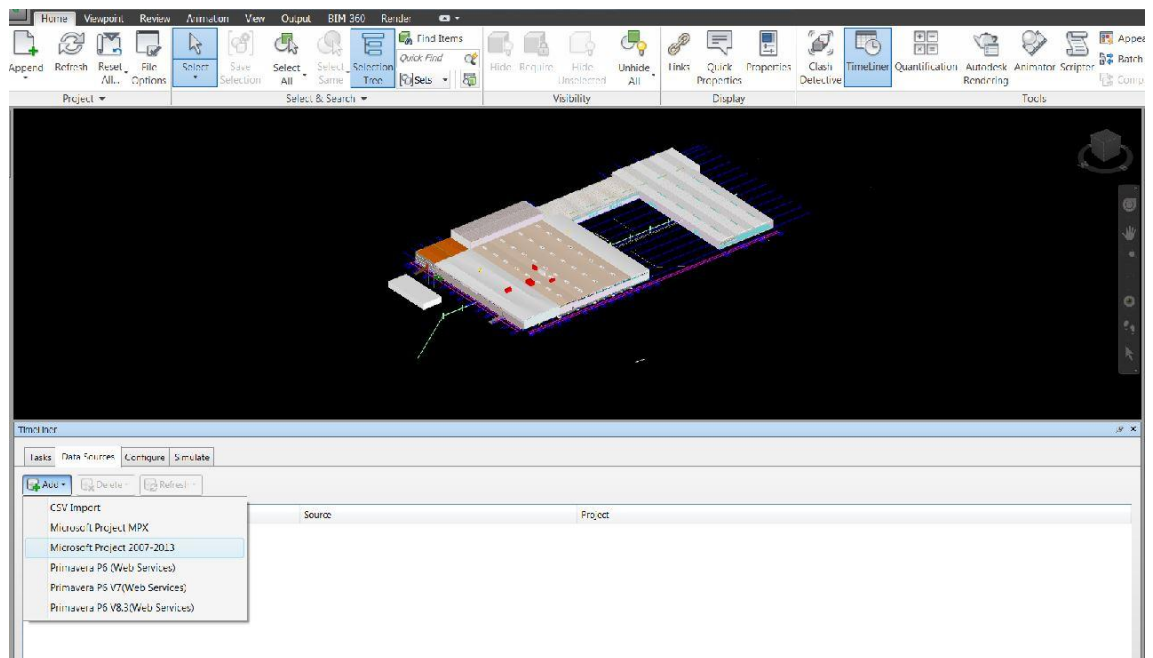 Home Viewpoint Review Animation View Output BIM 360 Render
Append Refresh Reset All... File Options Select Save Selection Select All Select Same Selection Tree Find Items Quick Find Sets Hide Require Hide Unselected Unhide All Links Quick Properties Properties Clash Detective TimeLiner Quantification Autodesk Rendering Animator Scripter Appea Batch Comp
Project Select & Search Visibility Display Tools
TimeLiner
Tasks Data Sources Configure Simulate
Add Delete Refresh
Source Project
CSV Import
Microsoft Project MPX
Microsoft Project 2007-2013
Primavera P6 (Web Services)
Primavera P6 V7(Web Services)
Primavera P6 V8.3(Web Services)